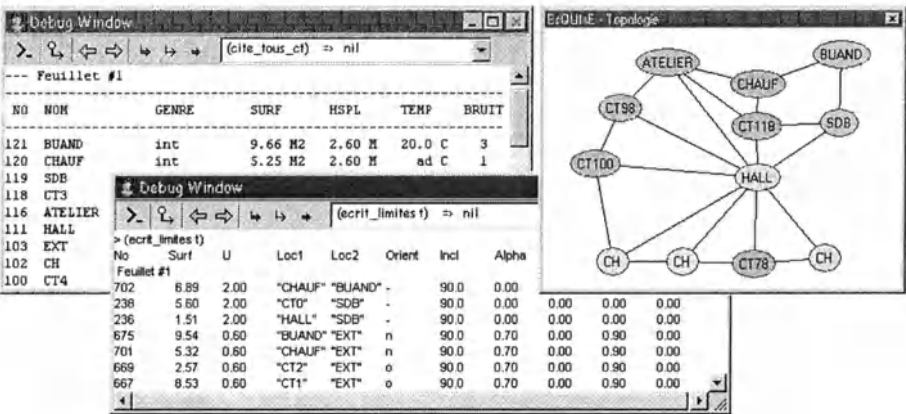 Debug Window
(cite_tous_ct) => nil
--- Feuillet #1
NO NOM GENRE SURF HSPL TEMP BRUIT
121 BUAND int 9.66 M2 2.60 M 20.0 C 3
120 CHAUF int 5.25 M2 2.60 M ad C 1
119 SDB
118 CT3
116 ATELIER
111 HALL
103 EXT
102 CH
100 CT4
Debug Window
(ecrit_limites t) => nil
> (ecrit_limites t)
No Surf U Loc1 Loc2 Orient Incl Alpha
Feuillet #1
702 6.89 2.00 "CHAUF" "BUAND" - 90.0 0.00 0.00 0.00 0.00
238 5.60 2.00 "CT0" "SDB" - 90.0 0.00 0.00 0.00 0.00
236 1.51 2.00 "HALL" "SDB" - 90.0 0.00 0.00 0.00 0.00
675 9.54 0.60 "BUAND" "EXT" n 90.0 0.70 0.00 0.90 0.00
701 5.32 0.60 "CHAUF" "EXT" n 90.0 0.70 0.00 0.90 0.00
669 2.57 0.60 "CT2" "EXT" o 90.0 0.70 0.00 0.90 0.00
667 8.53 0.60 "CT1" "EXT" o 90.0 0.70 0.00 0.90 0.00
- Topologie
ATELIER
BUAND
CHAUF
CT98
CT118
SDB
CT100
HALL
CH
CH
CT78
CH